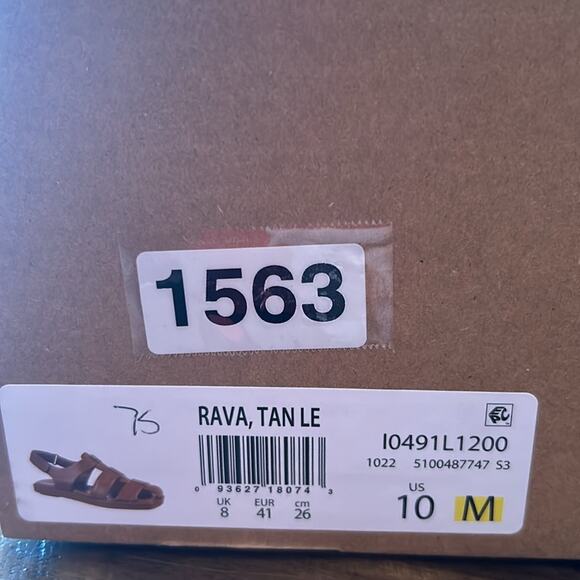 1563
75
RAVA, TAN LE
I0491L1200
1022 5100487747 S3
0 93627 18074 3
UK EUR cm
8 41 26
US
10 M